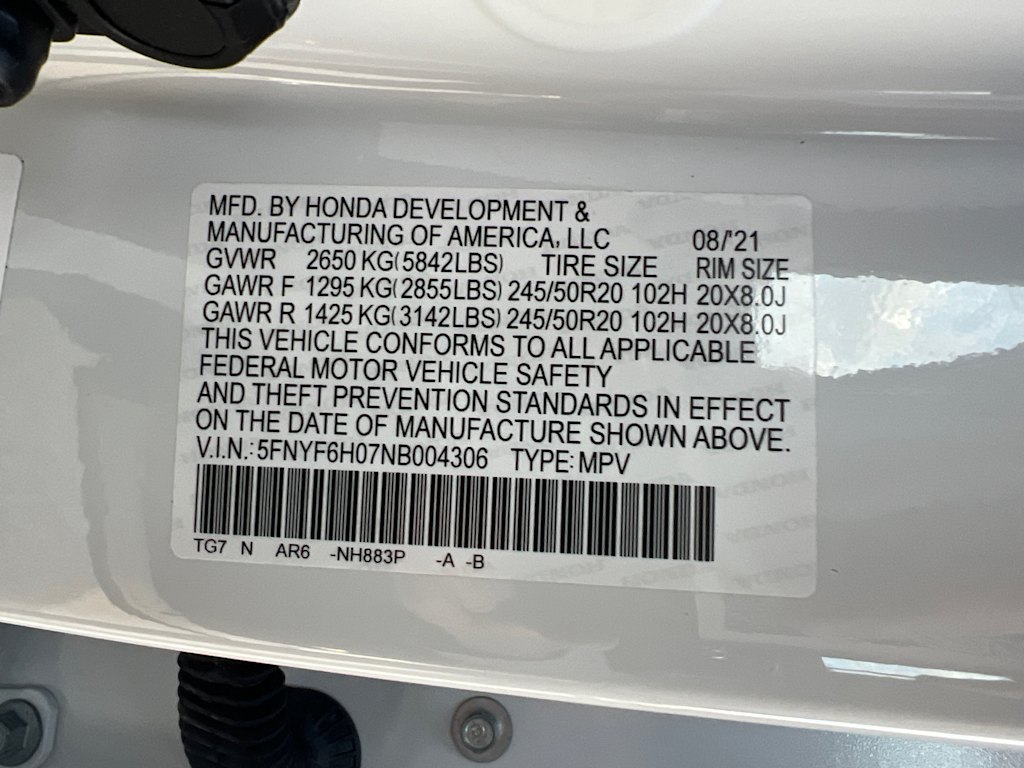 MFD. BY HONDA DEVELOPMENT &
MANUFACTURING OF AMERICA, LLC 08/'21
GVWR 2650 KG(5842LBS) TIRE SIZE RIM SIZE
GAWR F 1295 KG(2855LBS) 245/50R20 102H 20X8.0J
GAWR R 1425 KG(3142LBS) 245/50R20 102H 20X8.0J
THIS VEHICLE CONFORMS TO ALL APPLICABLE
FEDERAL MOTOR VEHICLE SAFETY
AND THEFT PREVENTION STANDARDS IN EFFECT
ON THE DATE OF MANUFACTURE SHOWN ABOVE.
V.I.N.: 5FNYF6H07NB004306 TYPE: MPV
TG7 N AR6 -NH883P -A -B